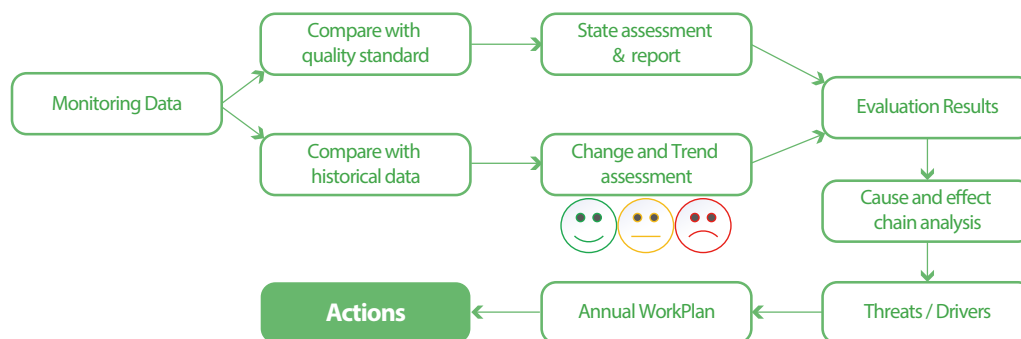 Monitoring Data
Compare with
quality standard
State assessment
& report
Compare with
historical data
Change and Trend
assessment
Evaluation Results
Cause and effect
chain analysis
Threats / Drivers
Annual WorkPlan
Actions